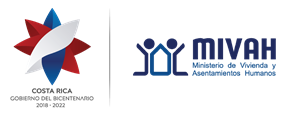 COSTA RICA
GOBIERNO DEL BICENTENARIO
2018 - 2022
MIVAH
Ministerio de Vivienda y
Asentamientos Humanos